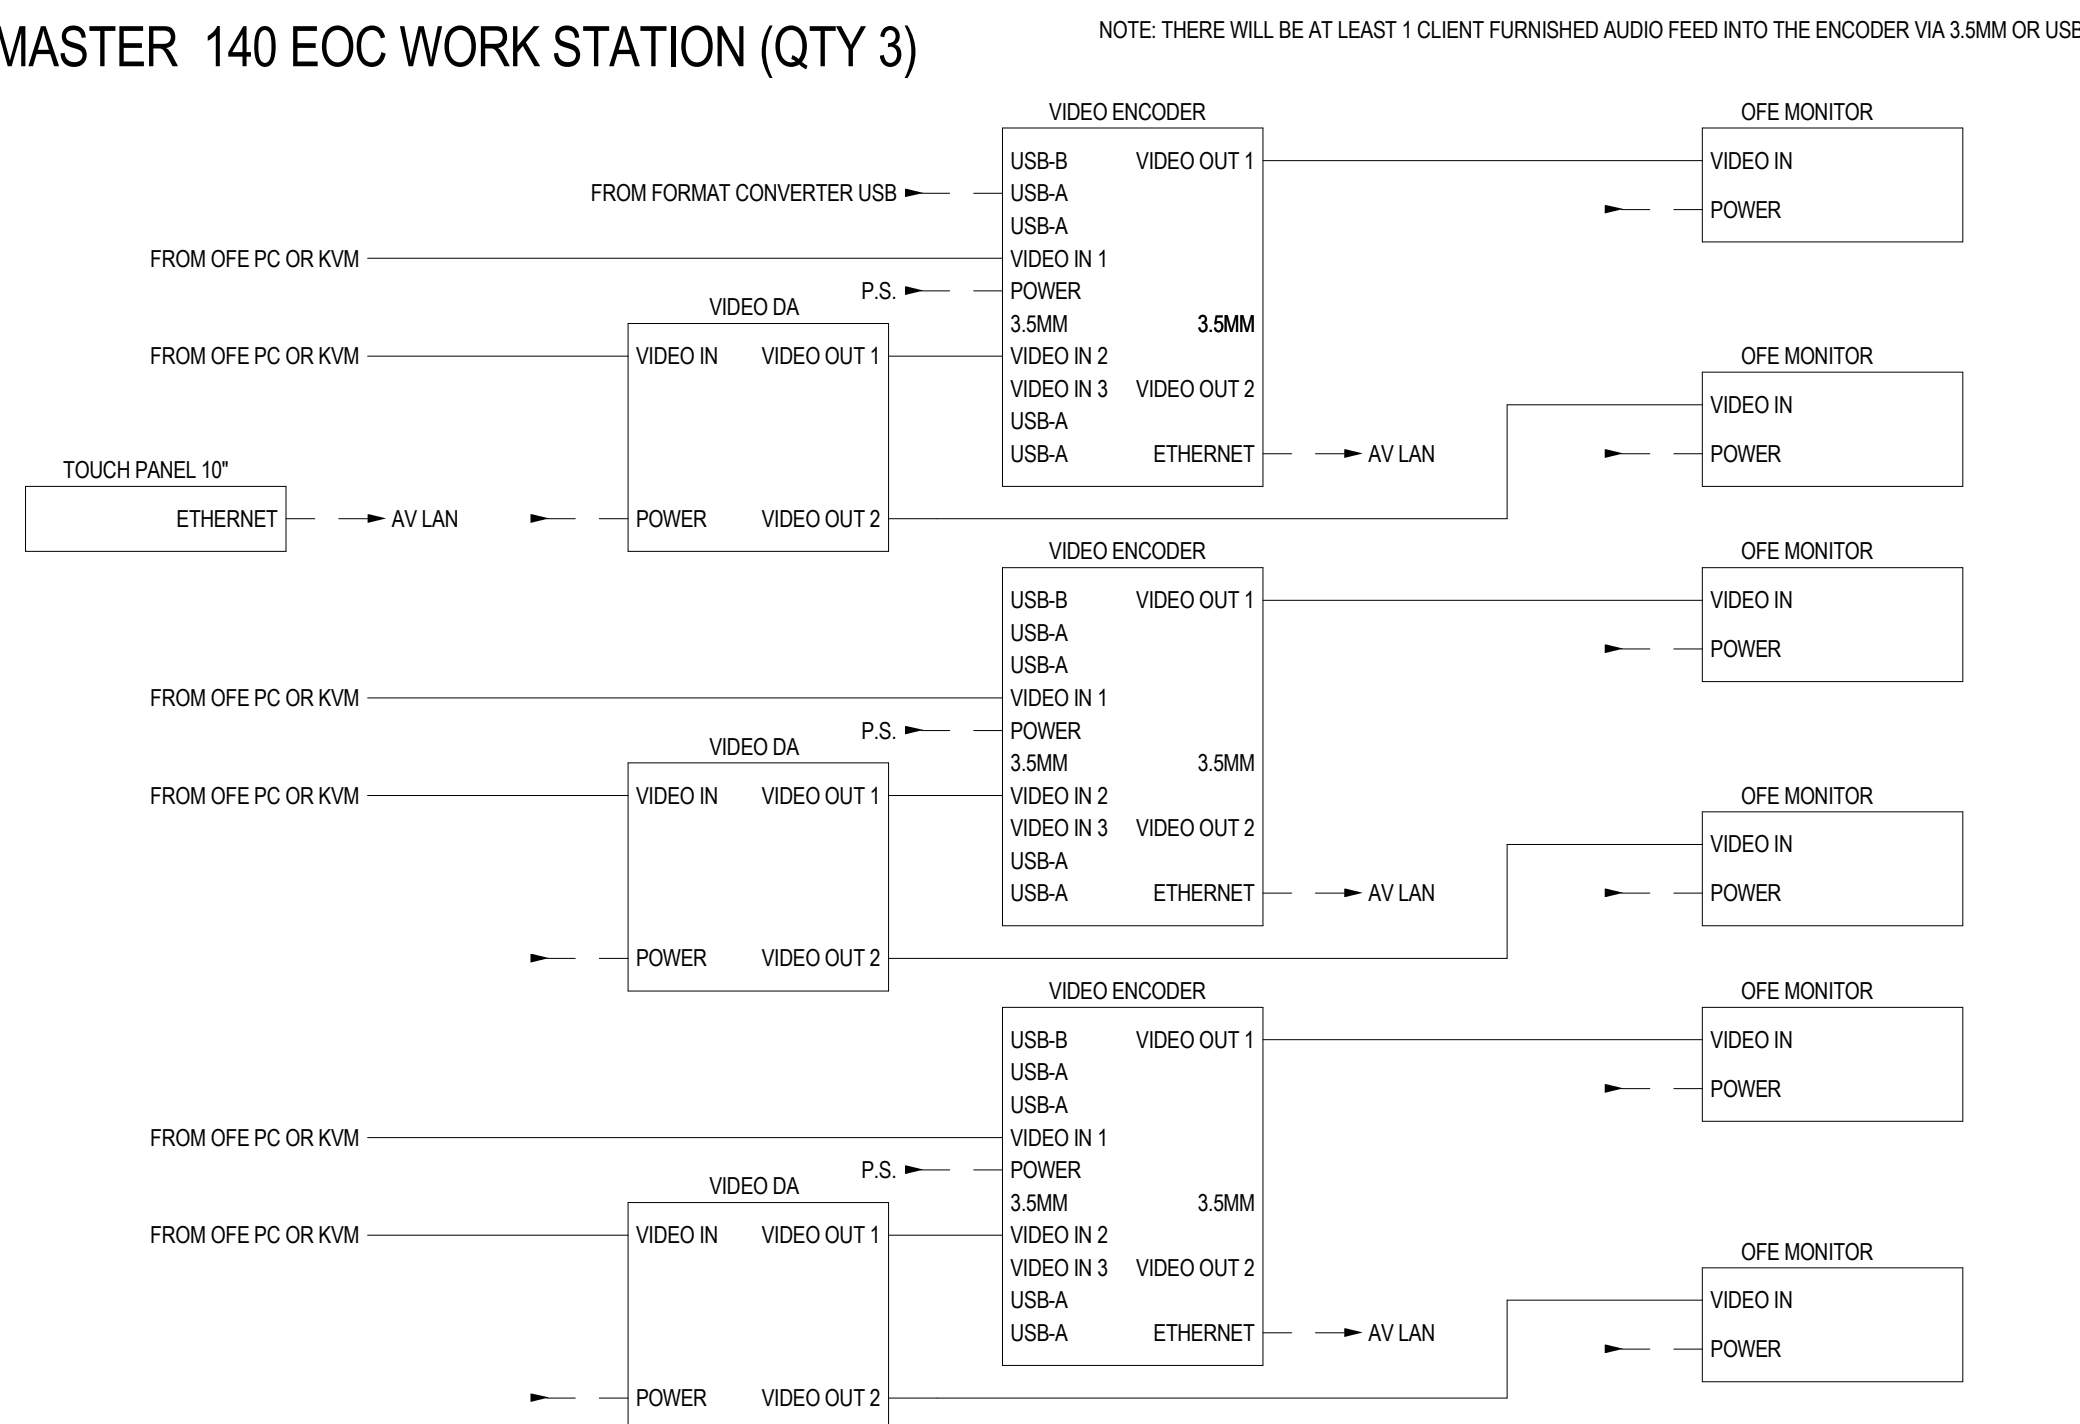 MASTER 140 EOC WORK STATION (QTY 3)
NOTE: THERE WILL BE AT LEAST 1 CLIENT FURNISHED AUDIO FEED INTO THE ENCODER VIA 3.5MM OR USB
VIDEO ENCODER
OFE MONITOR
USB-B VIDEO OUT 1
VIDEO IN
FROM FORMAT CONVERTER USB
USB-A
POWER
USB-A
FROM OFE PC OR KVM
VIDEO IN 1
P.S.
POWER
VIDEO DA
3.5MM 3.5MM
FROM OFE PC OR KVM
VIDEO IN VIDEO OUT 1
VIDEO IN 2
OFE MONITOR
VIDEO IN 3 VIDEO OUT 2
VIDEO IN
USB-A
USB-A ETHERNET
AV LAN
POWER
TOUCH PANEL 10"
ETHERNET
AV LAN
POWER VIDEO OUT 2
VIDEO ENCODER
OFE MONITOR
USB-B VIDEO OUT 1
VIDEO IN
USB-A
POWER
USB-A
FROM OFE PC OR KVM
VIDEO IN 1
P.S.
POWER
VIDEO DA
3.5MM 3.5MM
FROM OFE PC OR KVM
VIDEO IN VIDEO OUT 1
VIDEO IN 2
OFE MONITOR
VIDEO IN 3 VIDEO OUT 2
VIDEO IN
USB-A
USB-A ETHERNET
AV LAN
POWER
POWER VIDEO OUT 2
VIDEO ENCODER
OFE MONITOR
USB-B VIDEO OUT 1
VIDEO IN
USB-A
POWER
USB-A
FROM OFE PC OR KVM
VIDEO IN 1
P.S.
POWER
VIDEO DA
3.5MM 3.5MM
FROM OFE PC OR KVM
VIDEO IN VIDEO OUT 1
VIDEO IN 2
OFE MONITOR
VIDEO IN 3 VIDEO OUT 2
VIDEO IN
USB-A
USB-A ETHERNET
AV LAN
POWER
POWER VIDEO OUT 2